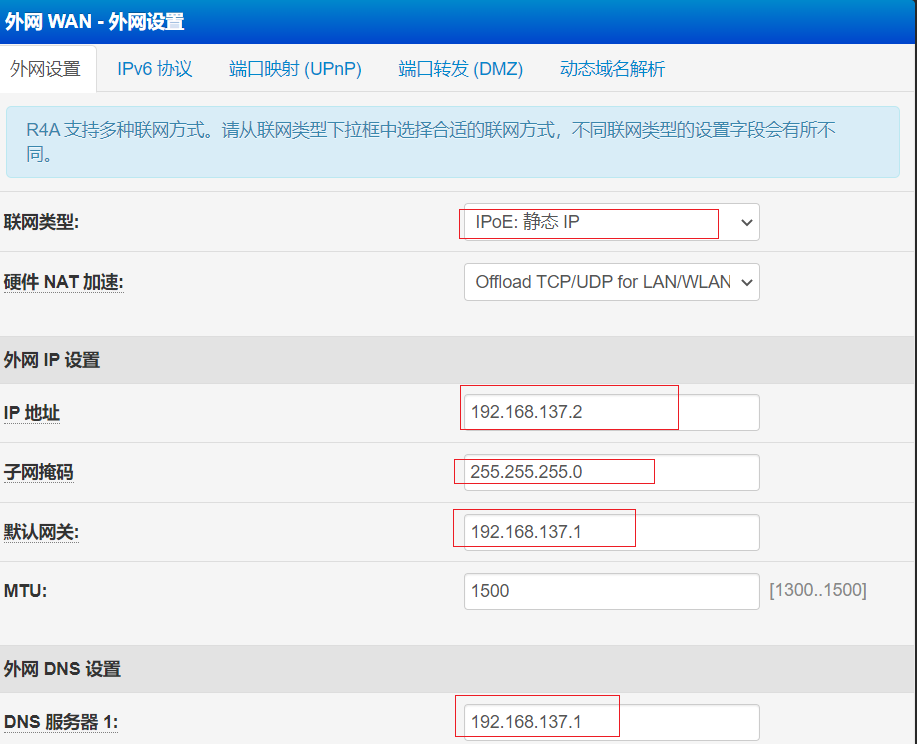 外网 WAN - 外网设置
外网设置 IPv6 协议 端口映射 (UPnP) 端口转发 (DMZ) 动态域名解析
R4A 支持多种联网方式。请从联网类型下拉框中选择合适的联网方式，不同联网类型的设置字段会有所不
同。
联网类型: IPoE: 静态 IP
硬件 NAT 加速: Offload TCP/UDP for LAN/WLAN
外网 IP 设置
IP 地址 192.168.137.2
子网掩码 255.255.255.0
默认网关: 192.168.137.1
MTU: 1500 [1300..1500]
外网 DNS 设置
DNS 服务器 1: 192.168.137.1